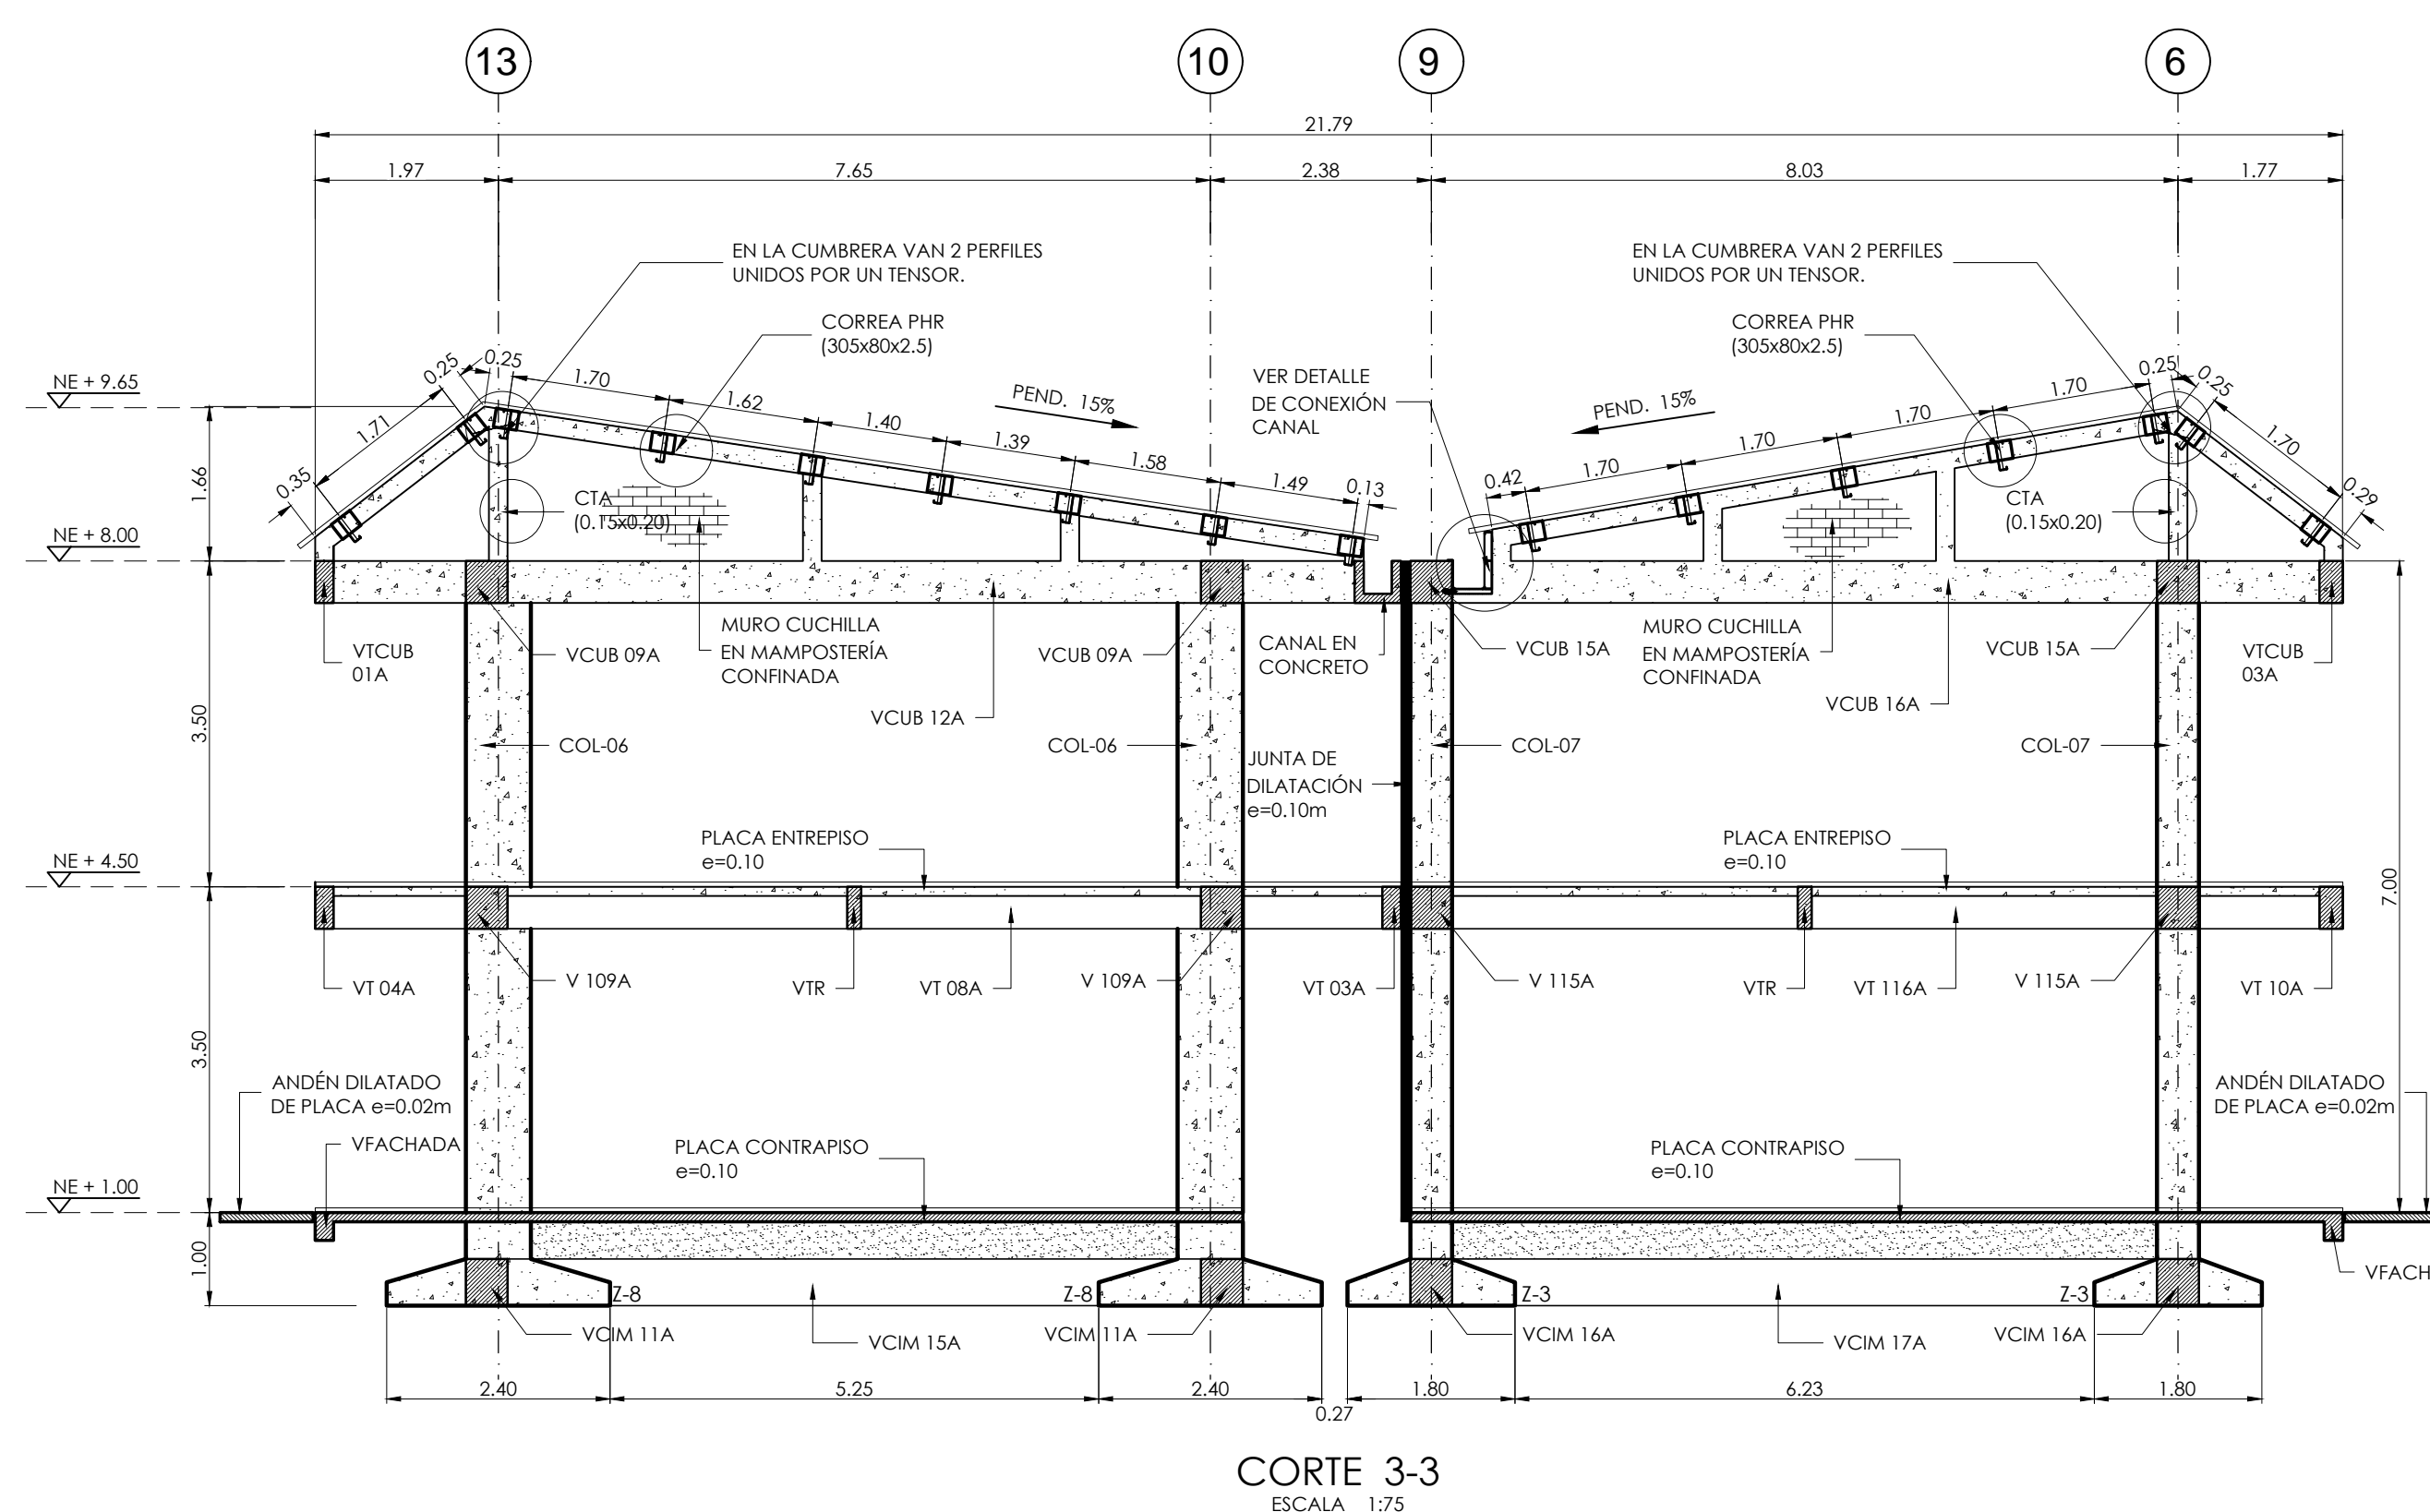 13
10
9
6
21.79
1.97
7.65
2.38
8.03
1.77
EN LA CUMBRERA VAN 2 PERFILES
UNIDOS POR UN TENSOR.
EN LA CUMBRERA VAN 2 PERFILES
UNIDOS POR UN TENSOR.
CORREA PHR
(305x80x2.5)
CORREA PHR
(305x80x2.5)
VER DETALLE
DE CONEXIÓN
CANAL
PEND. 15%
PEND. 15%
0.35
1.71
0.25
0.25
1.70
1.62
1.40
1.39
1.58
1.49
0.13
0.42
1.70
1.70
1.70
1.70
0.25
0.25
1.70
0.29
NE + 9.65
1.66
NE + 8.00
CTA
(0.15x0.20)
CTA
(0.15x0.20)
VTCUB
01A
VCUB 09A
MURO CUCHILLA
EN MAMPOSTERÍA
CONFINADA
VCUB 12A
VCUB 09A
CANAL EN
CONCRETO
VCUB 15A
MURO CUCHILLA
EN MAMPOSTERÍA
CONFINADA
VCUB 16A
VCUB 15A
VTCUB
03A
3.50
COL-06
COL-06
JUNTA DE
DILATACIÓN
e=0.10m
COL-07
COL-07
PLACA ENTREPISO
e=0.10
PLACA ENTREPISO
e=0.10
NE + 4.50
7.00
VT 04A
V 109A
VTR
VT 08A
V 109A
VT 03A
V 115A
VTR
VT 116A
V 115A
VT 10A
3.50
ANDÉN DILATADO
DE PLACA e=0.02m
VFACHADA
PLACA CONTRAPISO
e=0.10
PLACA CONTRAPISO
e=0.10
ANDÉN DILATADO
DE PLACA e=0.02m
NE + 1.00
1.00
VFACH
Z-8
Z-8
Z-3
Z-3
VCIM 11A
VCIM 15A
VCIM 11A
VCIM 16A
VCIM 17A
VCIM 16A
2.40
5.25
2.40
0.27
1.80
6.23
1.80
CORTE 3-3
ESCALA 1:75